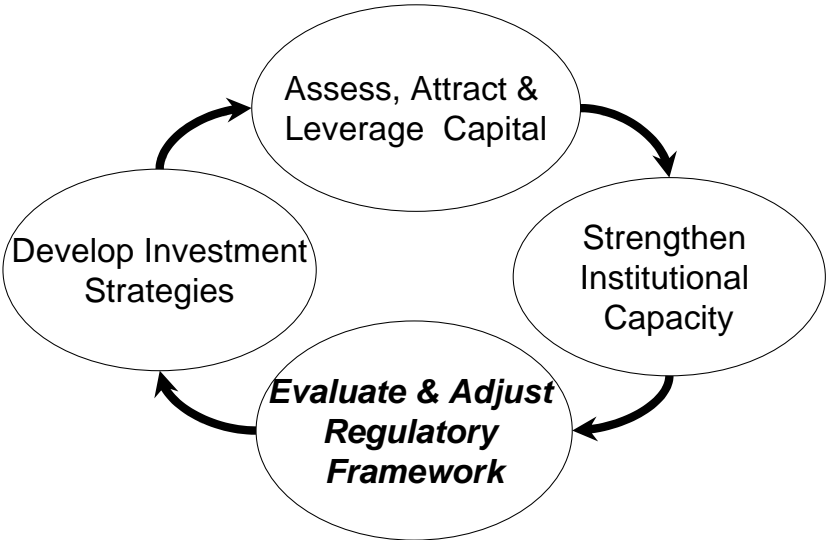 Assess, Attract &
Leverage Capital
Develop Investment
Strategies
Strengthen
Institutional
Capacity
Evaluate & Adjust
Regulatory
Framework